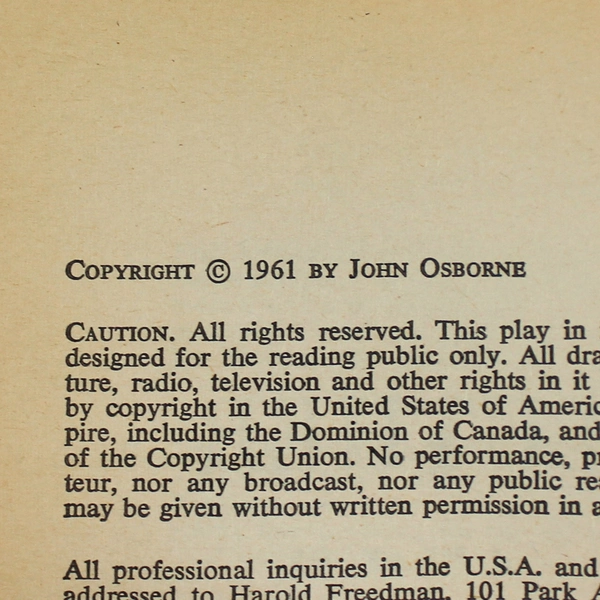 COPYRIGHT © 1961 BY JOHN OSBORNE
CAUTION. All rights reserved. This play in
designed for the reading public only. All dra
ture, radio, television and other rights in it
by copyright in the United States of Americ
pire, including the Dominion of Canada, and
of the Copyright Union. No performance, pr
teur, nor any broadcast, nor any public re
may be given without written permission in a
All professional inquiries in the U.S.A. and
addressed to Harold Freedman, 101 Park A